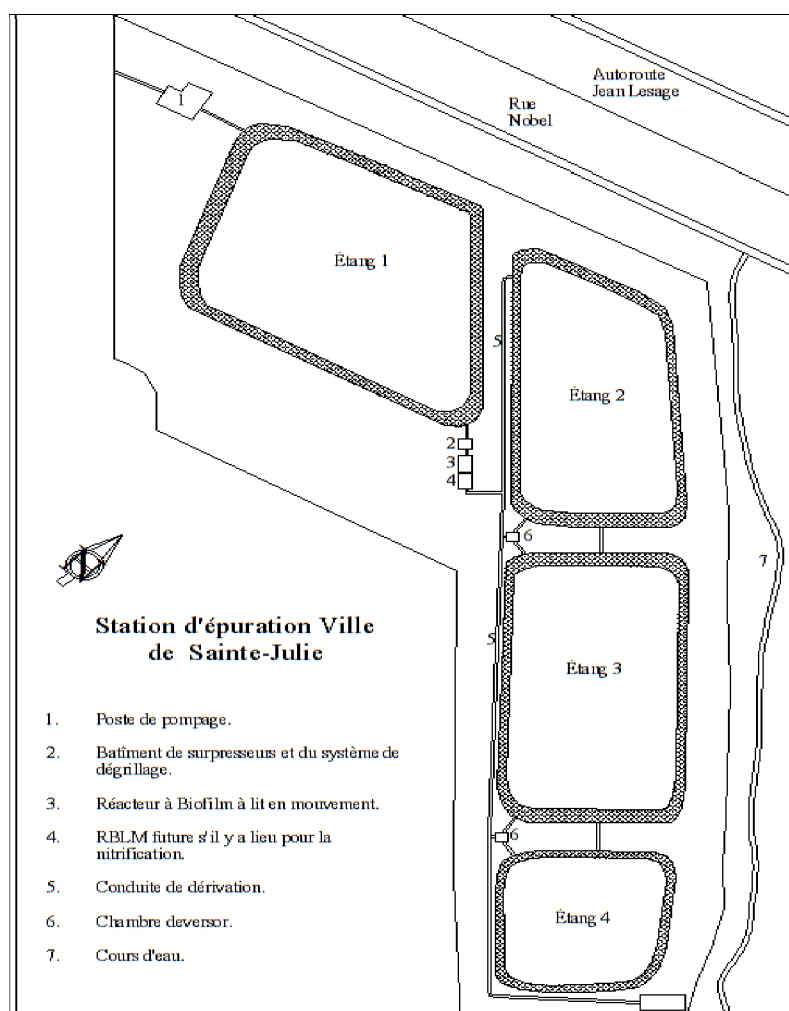 Autoroute
Jean Lesage
Rue
Nobel
1
Étang 1
5
Étang 2
2
3
4
6
7
5
Étang 3
6
Étang 4
Station d'épuration Ville
de Sainte-Julie
1. Poste de pompage.
2. Batîment de surpresseurs et du système de
dégrillage.
3. Réacteur à Biofilm à lit en mouvement.
4. RBLM future s'il y a lieu pour la
nitrification.
5. Conduite de dérivation.
6. Chambre deversor.
7. Cours d'eau.